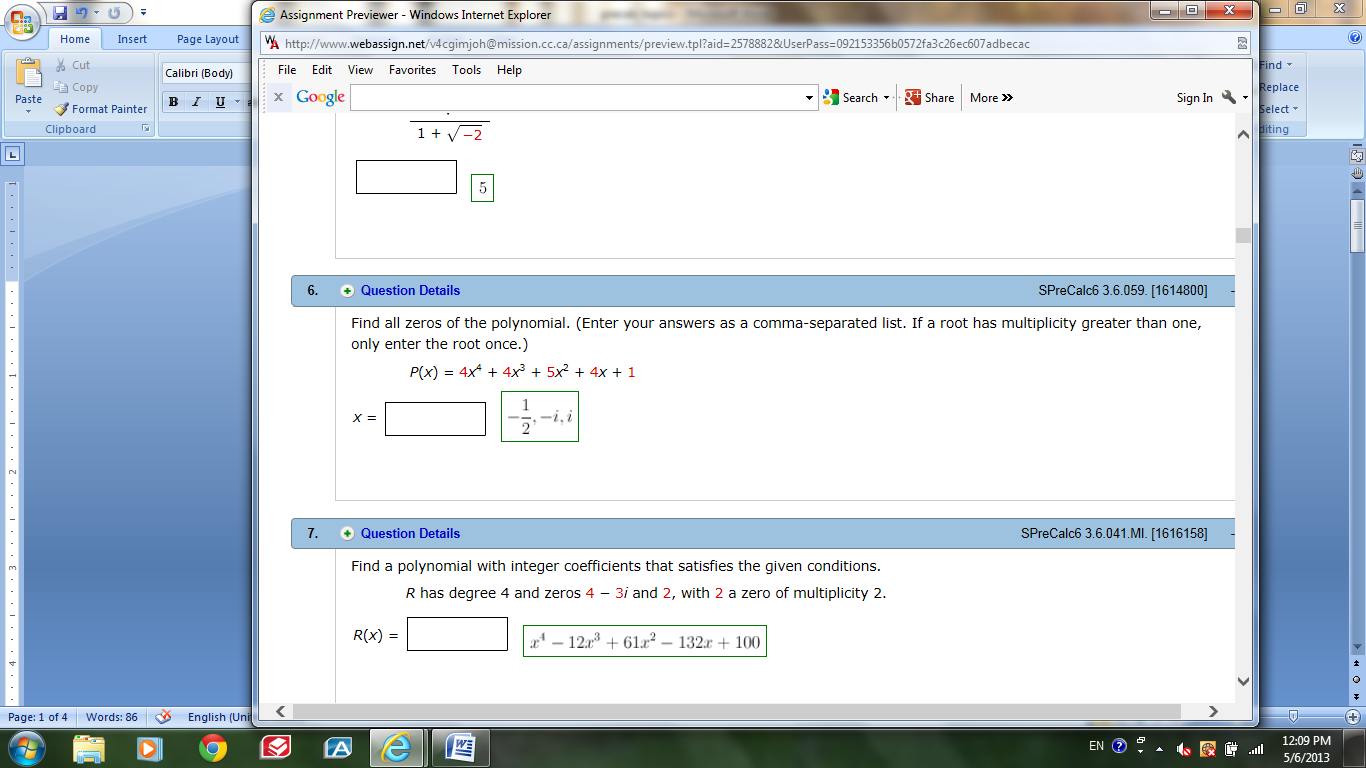 Assignment Previewer - Windows Internet Explorer
Home Insert Page Layout
http://www.webassign.net/v4cgimjoh@mission.cc.ca/assignments/preview.tpl?aid=2578882&UserPass=092153356b0572fa3c26ec607adbecac
Cut
Copy
Format Painter
Paste
Clipboard
Calibri (Body)
B I U
File Edit View Favorites Tools Help
x Google Search Share More Sign In
Find
Replace
Select
diting
1 + √−2
5
6. Question Details SPreCalc6 3.6.059. [1614800]
Find all zeros of the polynomial. (Enter your answers as a comma-separated list. If a root has multiplicity greater than one,
only enter the root once.)
P(x) = 4x⁴ + 4x³ + 5x² + 4x + 1
x = −1/2, −i, i
7. Question Details SPreCalc6 3.6.041.MI. [1616158]
Find a polynomial with integer coefficients that satisfies the given conditions.
R has degree 4 and zeros 4 − 3i and 2, with 2 a zero of multiplicity 2.
R(x) = x⁴ − 12x³ + 61x² − 132x + 100
Page: 1 of 4 Words: 86 English (Uni
EN 12:09 PM
5/6/2013